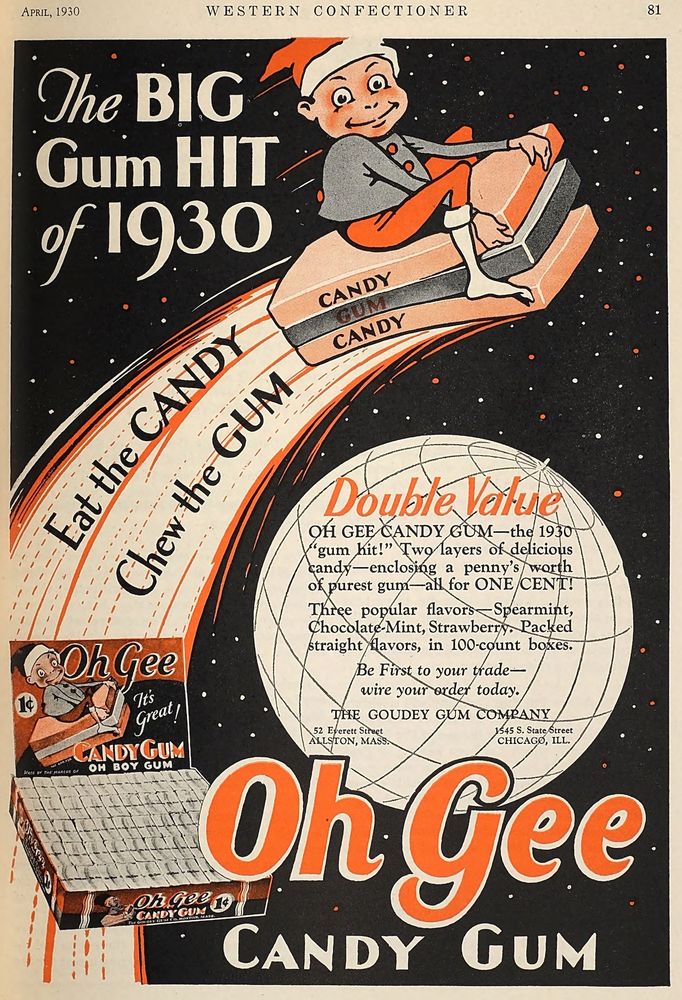 APRIL, 1930 WESTERN CONFECTIONER 81
The BIG
Gum HIT
of 1930
CANDY
GUM
CANDY
Eat the CANDY
Chew the GUM
Double Value
OH GEE CANDY GUM—the 1930
"gum hit!" Two layers of delicious
candy—enclosing a penny's worth
of purest gum—all for ONE CENT!
Three popular flavors—Spearmint,
Chocolate-Mint, Strawberry. Packed
straight flavors, in 100-count boxes.
Be First to your trade—
wire your order today.
THE GOUDEY GUM COMPANY
52 Everett Street
ALLSTON, MASS.
1545 S. State Street
CHICAGO, ILL.
Oh Gee
1¢
It's
Great!
CANDY GUM
MADE BY THE MAKERS OF
OH BOY GUM
Oh Gee
CANDY GUM
1¢
Oh Gee
CANDY GUM